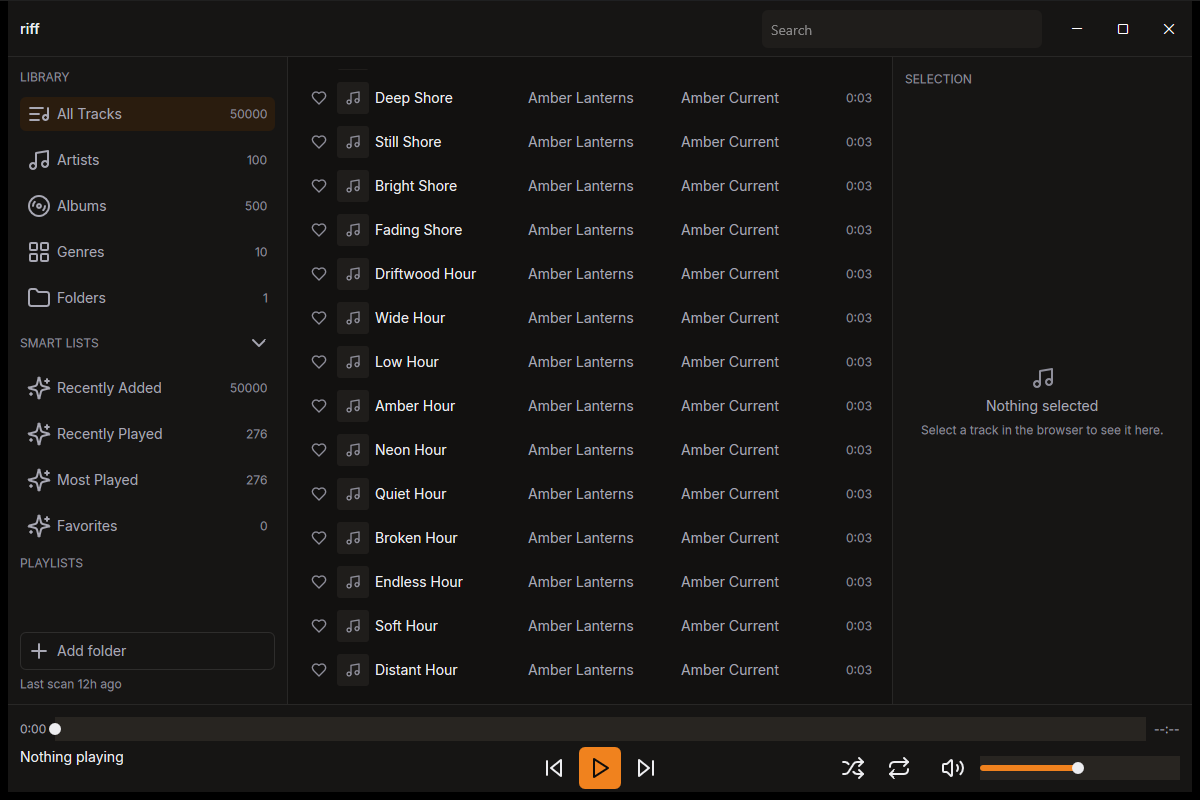 riff
Search
LIBRARY
All Tracks 50000
Artists 100
Albums 500
Genres 10
Folders 1
SMART LISTS
Recently Added 50000
Recently Played 276
Most Played 276
Favorites 0
PLAYLISTS
Add folder
Last scan 12h ago
Deep Shore Amber Lanterns Amber Current 0:03
Still Shore Amber Lanterns Amber Current 0:03
Bright Shore Amber Lanterns Amber Current 0:03
Fading Shore Amber Lanterns Amber Current 0:03
Driftwood Hour Amber Lanterns Amber Current 0:03
Wide Hour Amber Lanterns Amber Current 0:03
Low Hour Amber Lanterns Amber Current 0:03
Amber Hour Amber Lanterns Amber Current 0:03
Neon Hour Amber Lanterns Amber Current 0:03
Quiet Hour Amber Lanterns Amber Current 0:03
Broken Hour Amber Lanterns Amber Current 0:03
Endless Hour Amber Lanterns Amber Current 0:03
Soft Hour Amber Lanterns Amber Current 0:03
Distant Hour Amber Lanterns Amber Current 0:03
SELECTION
Nothing selected
Select a track in the browser to see it here.
0:00 --:--
Nothing playing